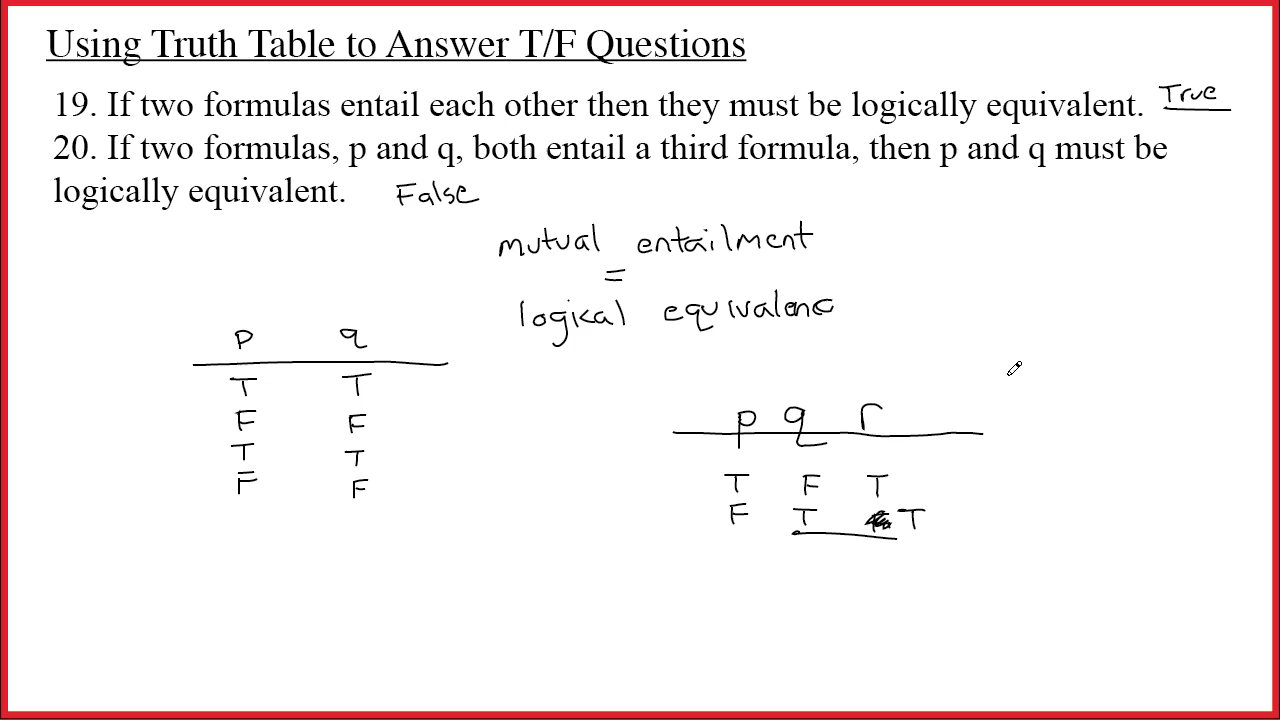 Using Truth Table to Answer T/F Questions
19. If two formulas entail each other then they must be logically equivalent. True
20. If two formulas, p and q, both entail a third formula, then p and q must be
logically equivalent. False
mutual entailment
=
logical equivalenc
p q
T T
F F
T T
F F
p q r
T F T
F T T